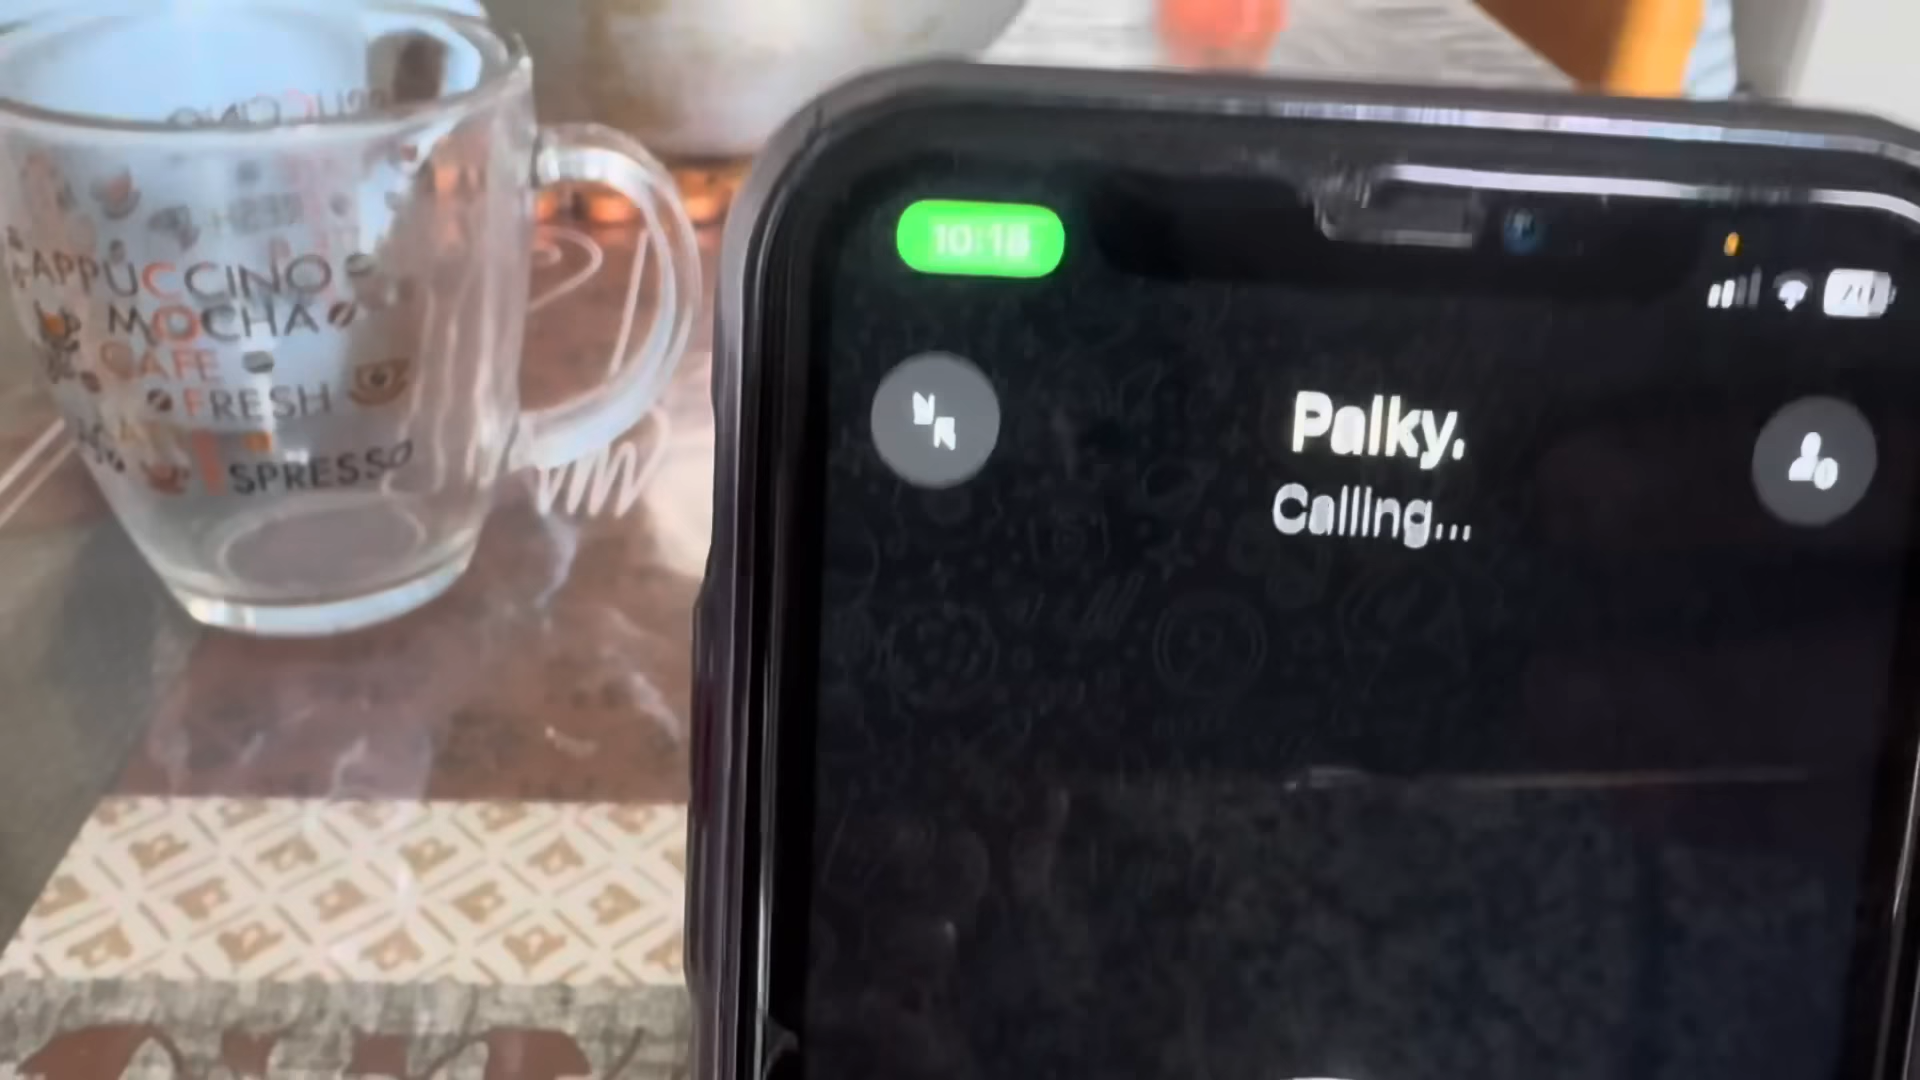 CAPPUCCINO
MOCHA
CAFE
FRESH
SPRESSO
10:18
Palky.
Calling...